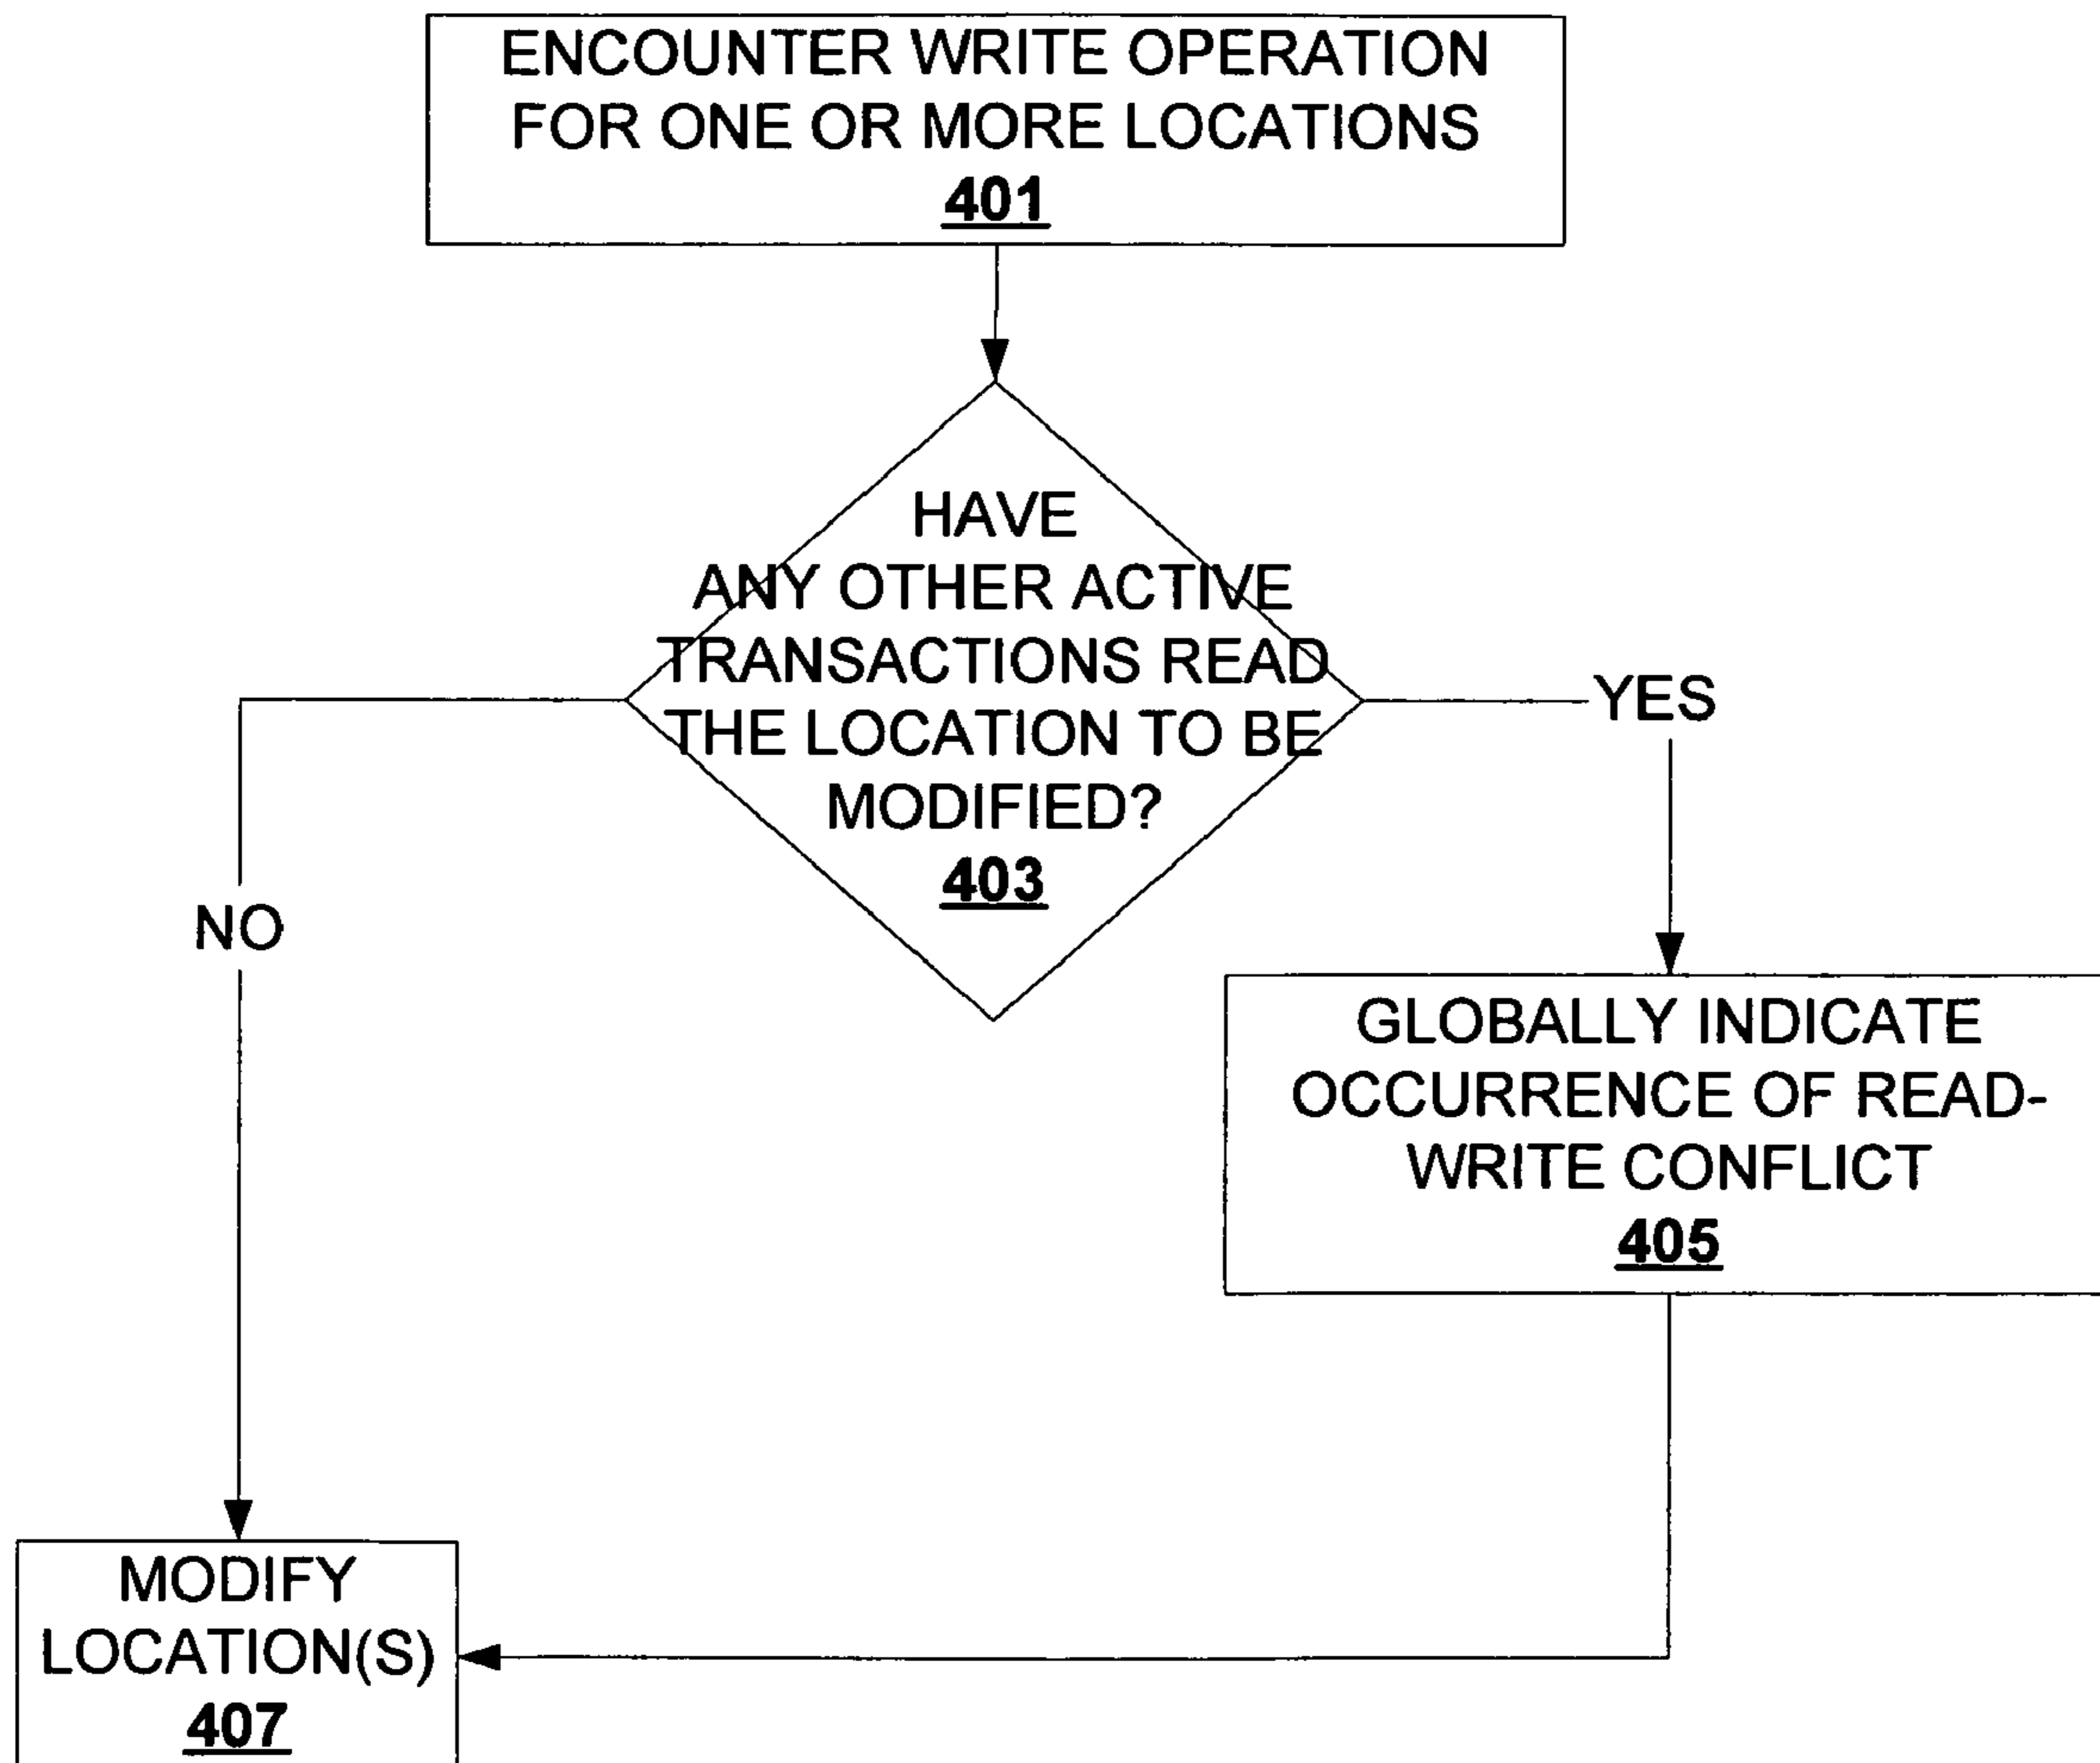 ENCOUNTER WRITE OPERATION
FOR ONE OR MORE LOCATIONS
401
HAVE
ANY OTHER ACTIVE
TRANSACTIONS READ
THE LOCATION TO BE
MODIFIED?
403
YES
NO
GLOBALLY INDICATE
OCCURRENCE OF READ-
WRITE CONFLICT
405
MODIFY
LOCATION(S)
407